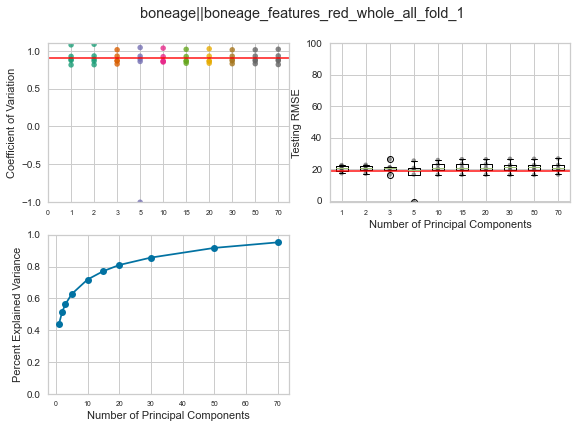 boneage||boneage_features_red_whole_all_fold_1
Coefficient of Variation
1.0
0.5
0.0
−0.5
−1.0
0 1 2 3 5 10 15 20 30 50 70
Testing RMSE
100
80
60
40
20
0
1 2 3 5 10 15 20 30 50 70
Number of Principal Components
Percent Explained Variance
1.0
0.8
0.6
0.4
0.2
0.0
0 10 20 30 40 50 60 70
Number of Principal Components